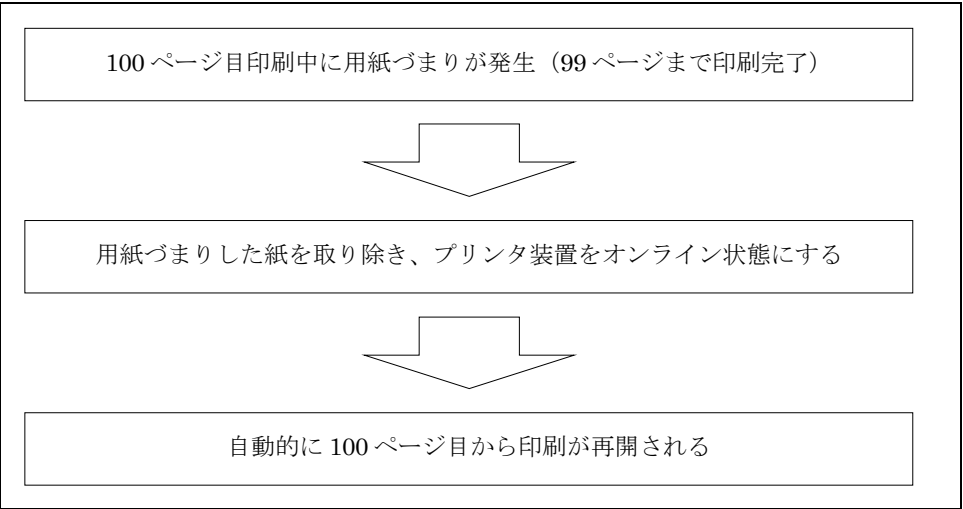 100 ページ目印刷中に用紙づまりが発生（99 ページまで印刷完了）
用紙づまりした紙を取り除き、プリンタ装置をオンライン状態にする
自動的に 100 ページ目から印刷が再開される